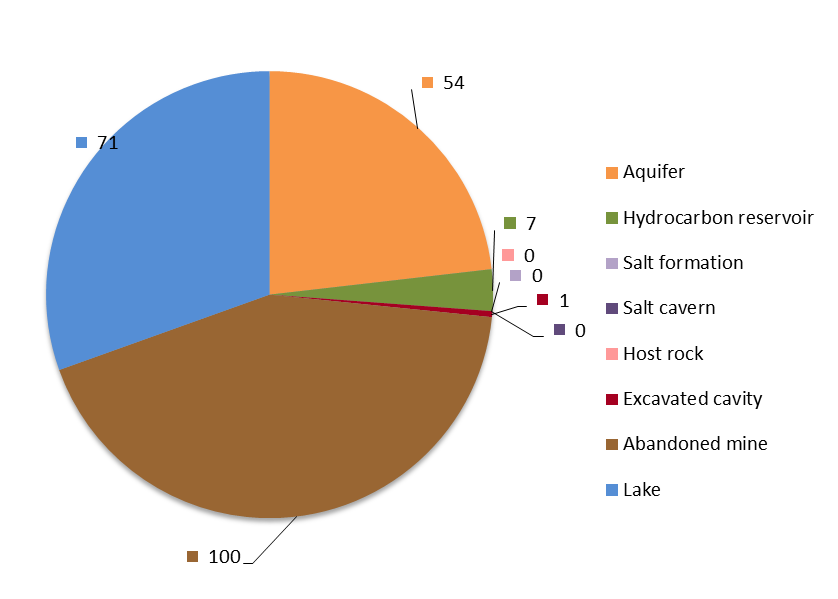 54
71
7
0
0
1
0
100
Aquifer
Hydrocarbon reservoir
Salt formation
Salt cavern
Host rock
Excavated cavity
Abandoned mine
Lake